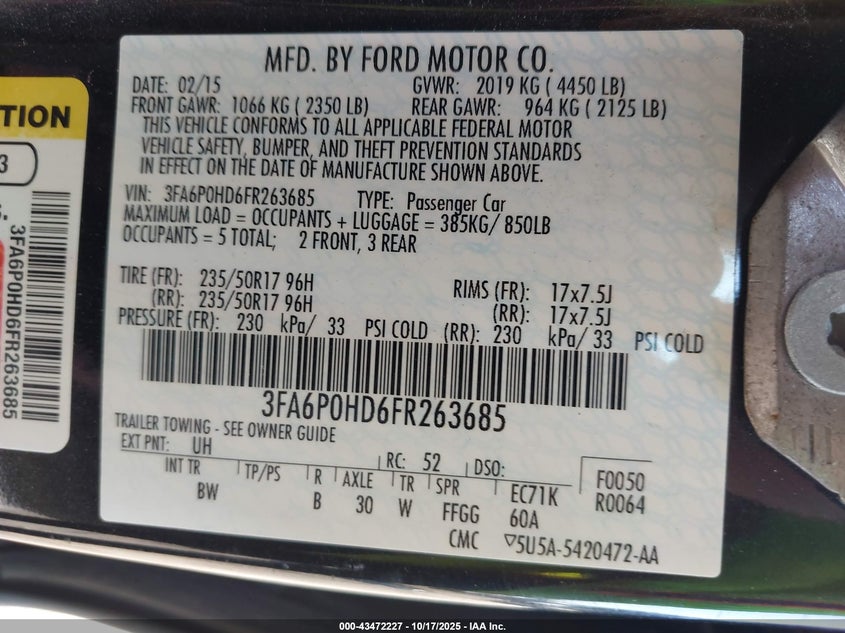 MFD. BY FORD MOTOR CO.
DATE: 02/15 GVWR: 2019 KG ( 4450 LB)
FRONT GAWR: 1066 KG ( 2350 LB) REAR GAWR: 964 KG ( 2125 LB)
THIS VEHICLE CONFORMS TO ALL APPLICABLE FEDERAL MOTOR
VEHICLE SAFETY, BUMPER, AND THEFT PREVENTION STANDARDS
IN EFFECT ON THE DATE OF MANUFACTURE SHOWN ABOVE.
VIN: 3FA6P0HD6FR263685 TYPE: Passenger Car
MAXIMUM LOAD = OCCUPANTS + LUGGAGE = 385KG/ 850LB
OCCUPANTS = 5 TOTAL; 2 FRONT, 3 REAR
TIRE (FR): 235/50R17 96H RIMS (FR): 17x7.5J
(RR): 235/50R17 96H (RR): 17x7.5J
PRESSURE (FR): 230 kPa/ 33 PSI COLD (RR): 230 kPa/ 33 PSI COLD
3FA6P0HD6FR263685
TRAILER TOWING - SEE OWNER GUIDE
EXT PNT: UH RC: 52 DSO: F0050
INT TR TP/PS R AXLE TR SPR EC71K R0064
BW B 30 W FFGG 60A
CMC ▽5U5A-5420472-AA
TION
3
3FA6P0HD6FR263685
000-43472227 - 10/17/2025 - IAA Inc.